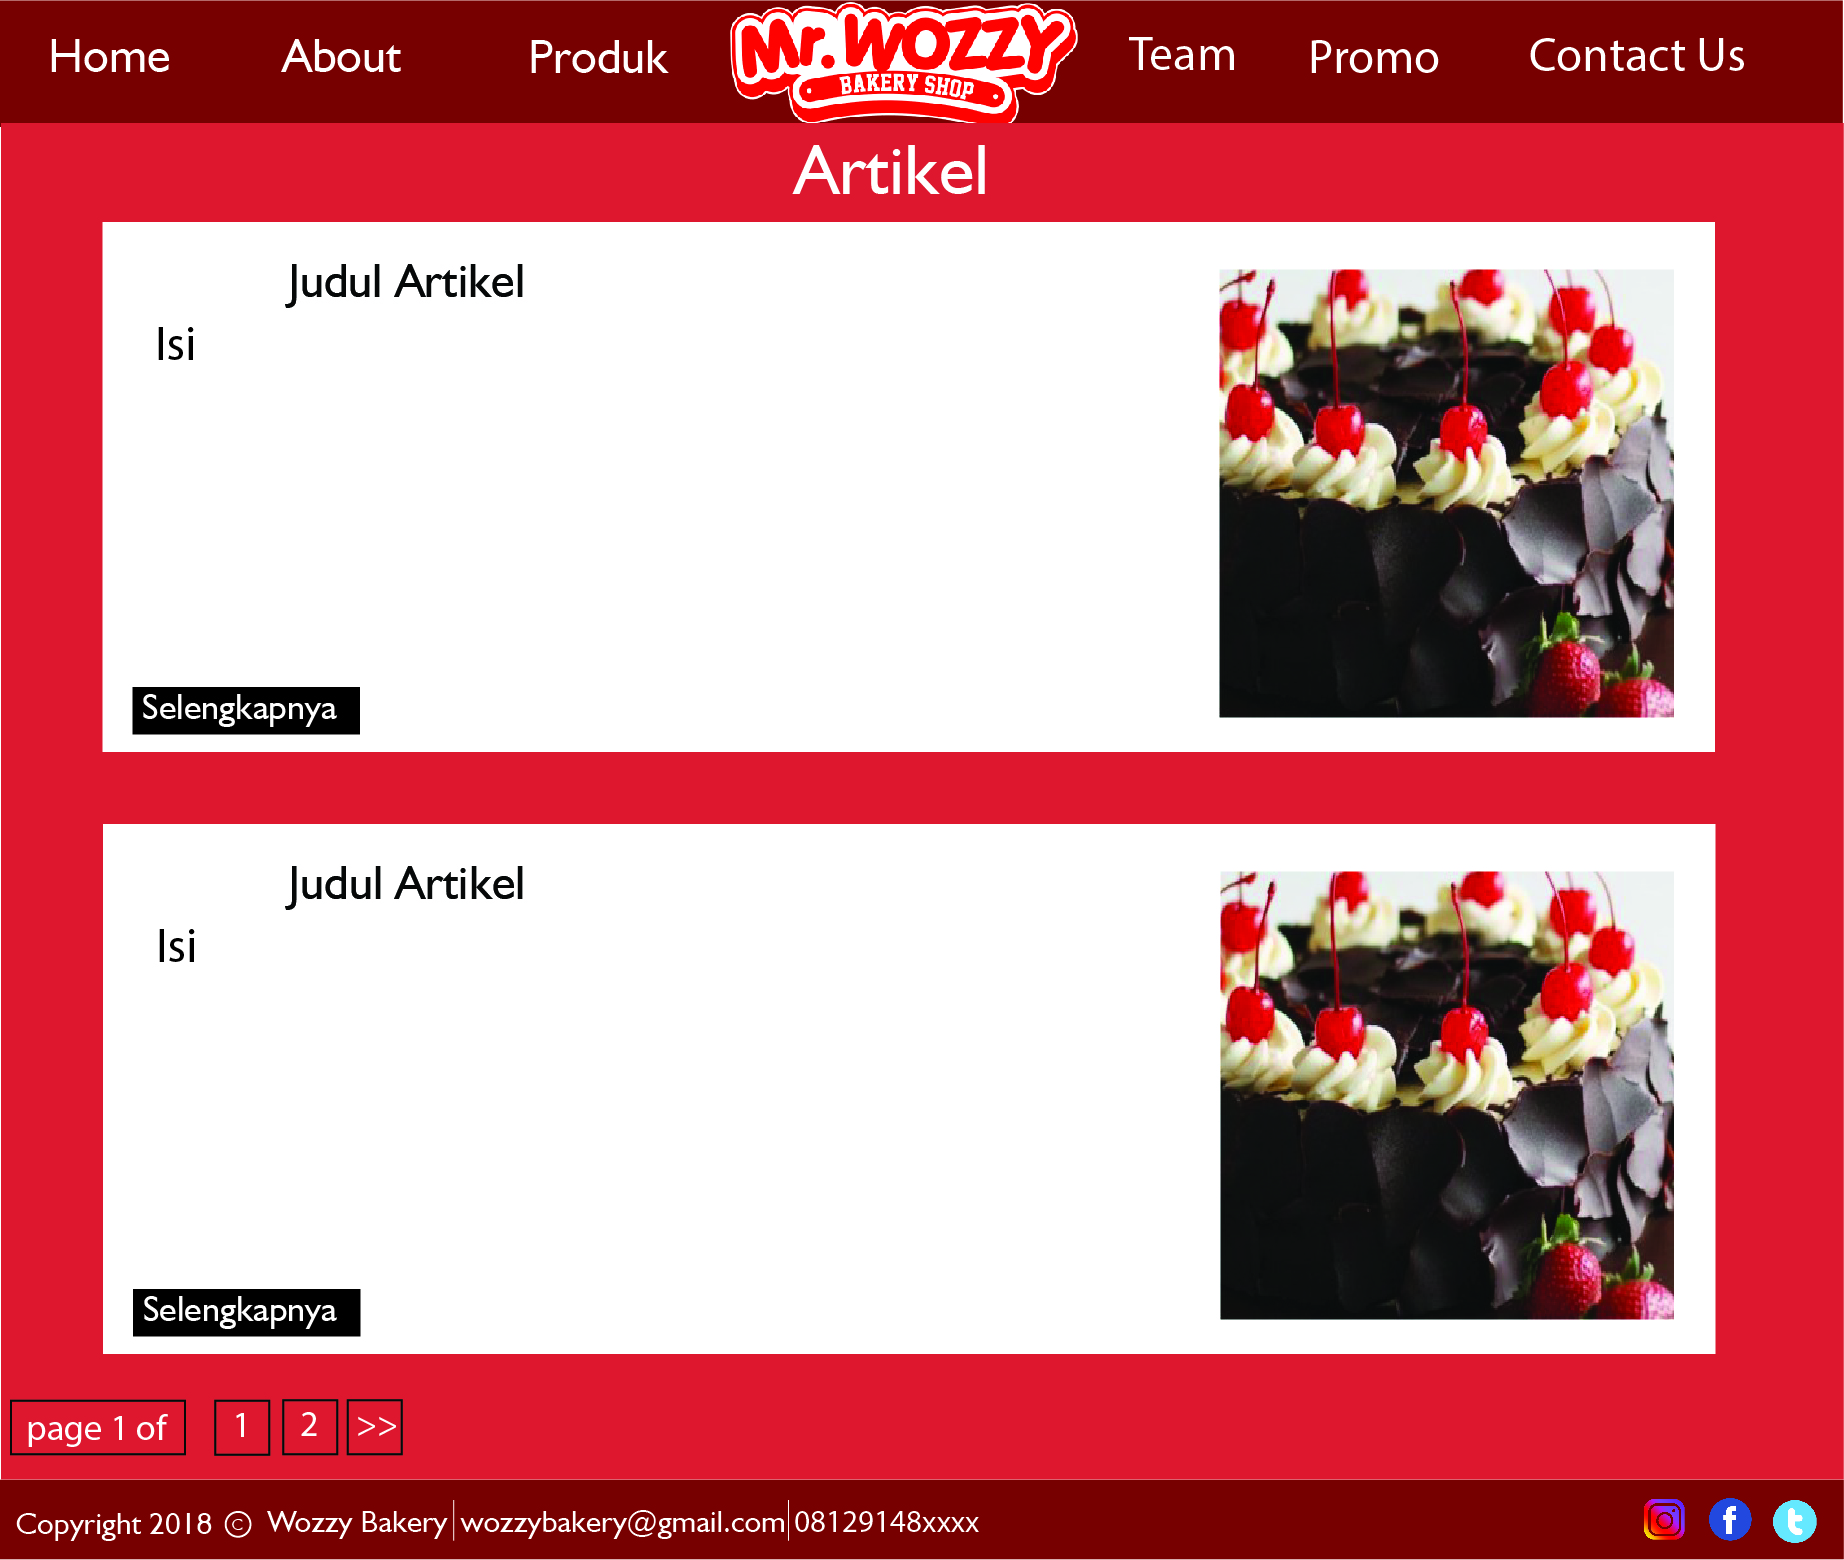 Home About Produk Mr. Wozzy Team Promo Contact Us
BAKERY SHOP
Artikel
Judul Artikel
Isi
Selengkapnya
Judul Artikel
Isi
Selengkapnya
page 1 of 1 2 >>
Copyright 2018 © Wozzy Bakery wozzybakery@gmail.com 08129148xxxx